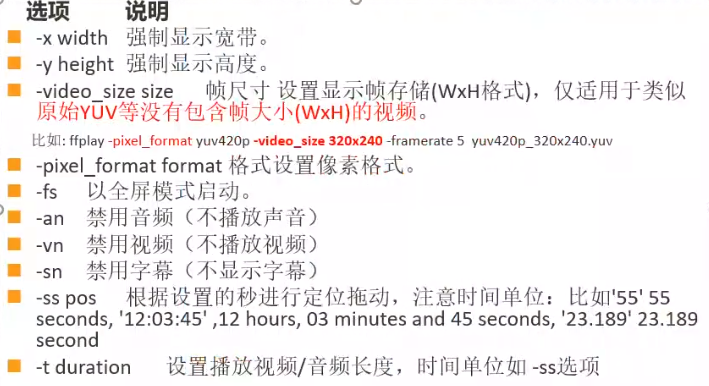 选项 说明
-x width 强制显示宽带。
-y height 强制显示高度。
-video_size size 帧尺寸 设置显示帧存储(WxH格式)，仅适用于类似
原始YUV等没有包含帧大小(WxH)的视频。
比如: ffplay -pixel_format yuv420p -video_size 320x240 -framerate 5 yuv420p_320x240.yuv
-pixel_format format 格式设置像素格式。
-fs 以全屏模式启动。
-an 禁用音频（不播放声音）
-vn 禁用视频（不播放视频）
-sn 禁用字幕（不显示字幕）
-ss pos 根据设置的秒进行定位拖动，注意时间单位：比如'55' 55
seconds, '12:03:45' ,12 hours, 03 minutes and 45 seconds, '23.189' 23.189
second
-t duration 设置播放视频/音频长度，时间单位如 -ss选项